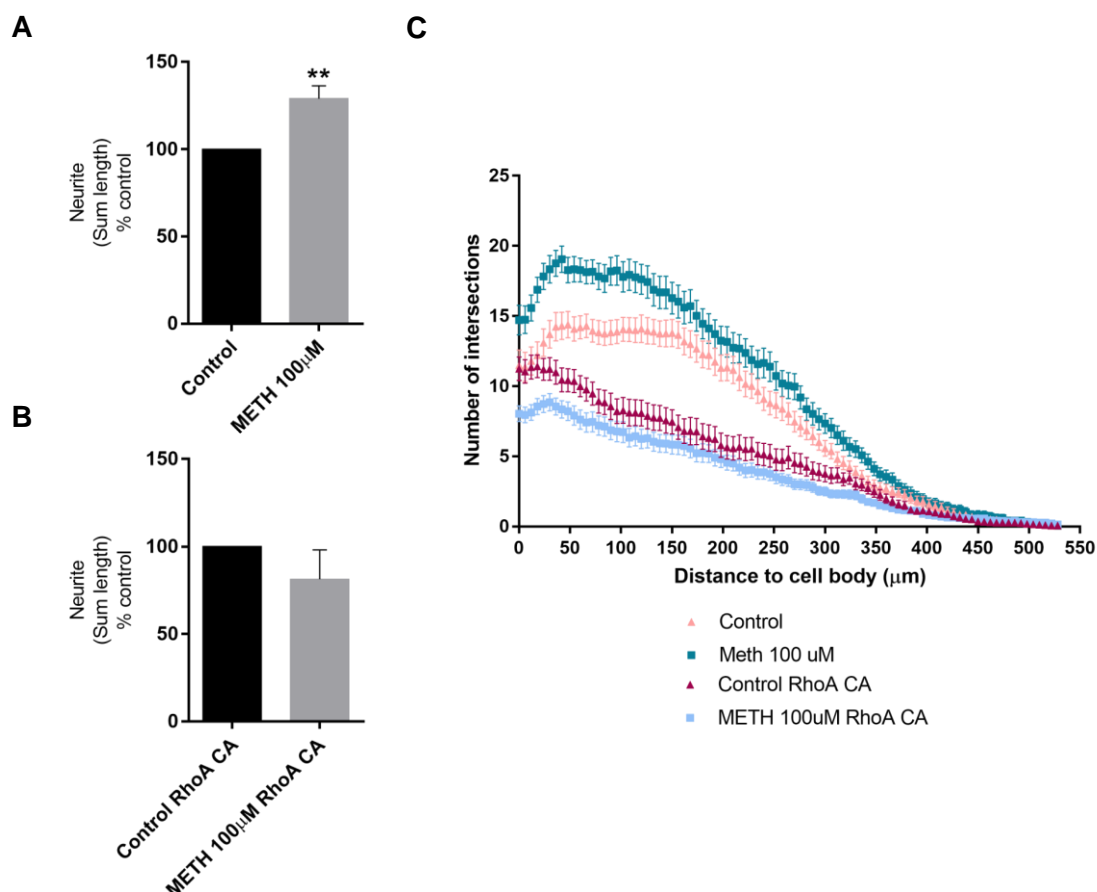 A
Neurite
(Sum length)
% control
150
100
50
0
**
Control
METH 100μM
B
Neurite
(Sum length)
% control
150
100
50
0
Control RhoA CA
METH 100μM RhoA CA
C
Number of intersections
25
20
15
10
5
0
0 50 100 150 200 250 300 350 400 450 500 550
Distance to cell body (μm)
Control
Meth 100 uM
Control RhoA CA
METH 100uM RhoA CA